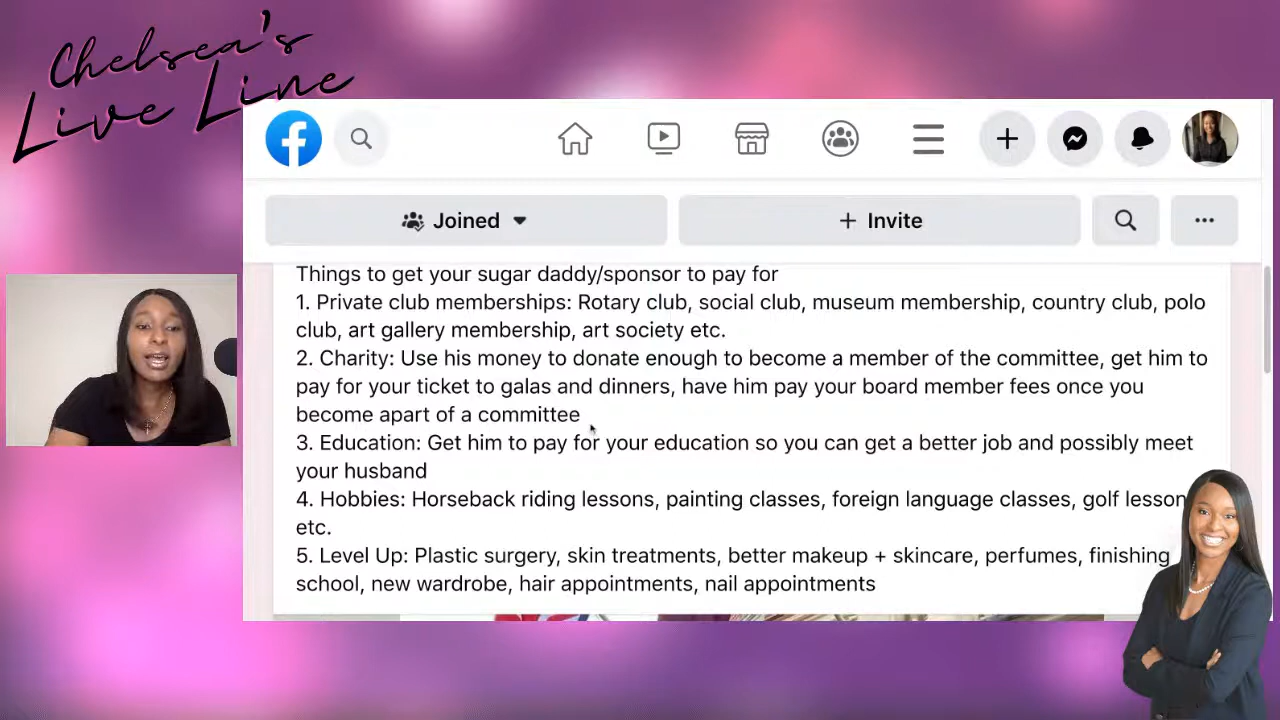 Chelsea's
Live Line
Joined
+ Invite
Things to get your sugar daddy/sponsor to pay for
1. Private club memberships: Rotary club, social club, museum membership, country club, polo
club, art gallery membership, art society etc.
2. Charity: Use his money to donate enough to become a member of the committee, get him to
pay for your ticket to galas and dinners, have him pay your board member fees once you
become apart of a committee
3. Education: Get him to pay for your education so you can get a better job and possibly meet
your husband
4. Hobbies: Horseback riding lessons, painting classes, foreign language classes, golf lesson
etc.
5. Level Up: Plastic surgery, skin treatments, better makeup + skincare, perfumes, finishing
school, new wardrobe, hair appointments, nail appointments